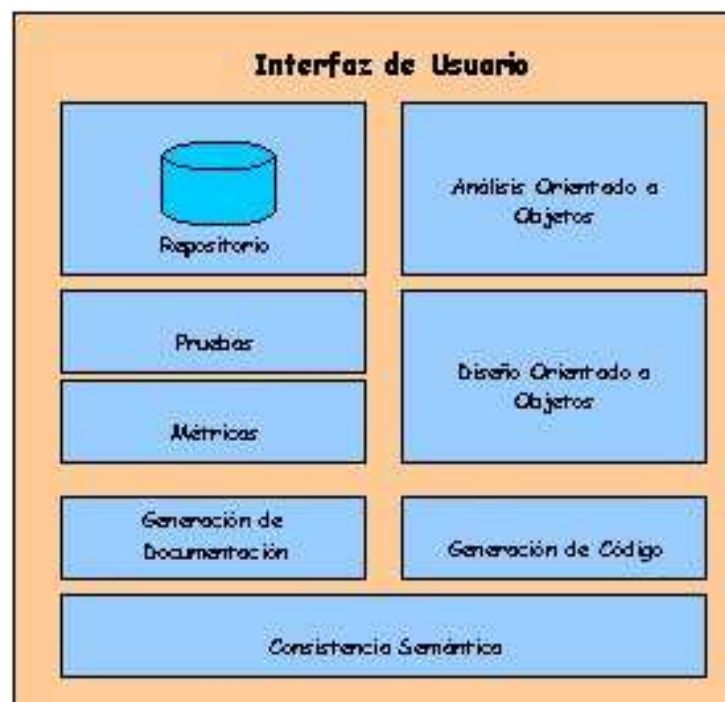 Interfaz de Usuario
Repositorio
Análisis Orientado a
Objetos
Pruebas
Métricas
Diseño Orientado a
Objetos
Generación de
Documentación
Generación de Código
Consistencia Semántica